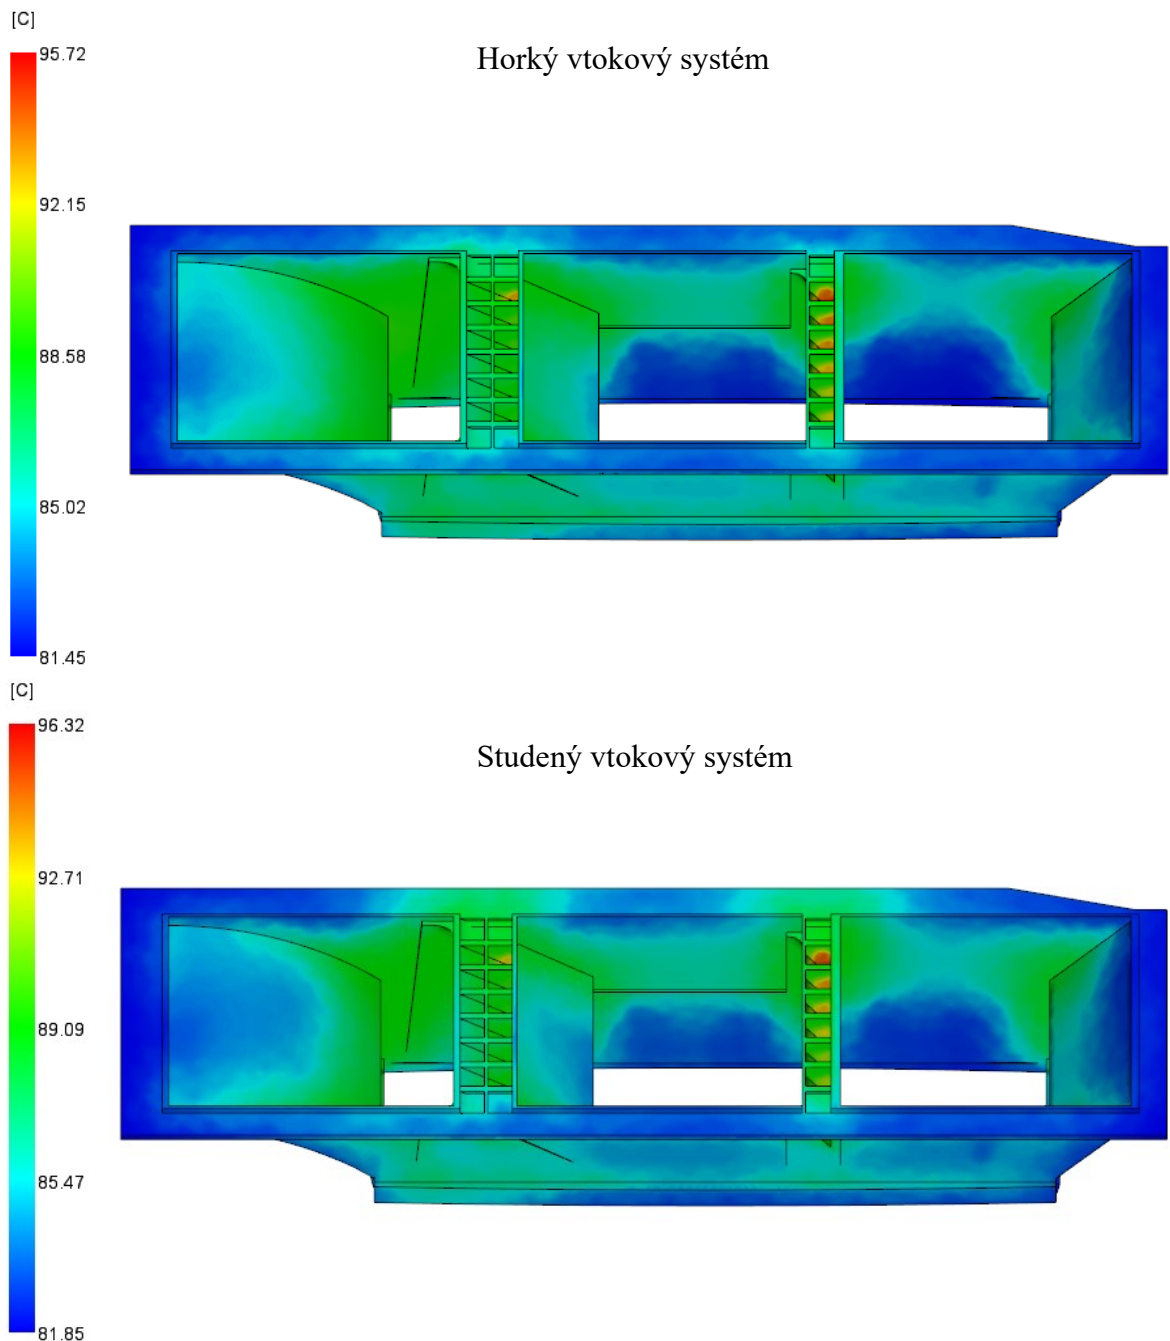 [C]
95.72
Horký vtokový systém
92.15
88.58
85.02
81.45
[C]
96.32
Studený vtokový systém
92.71
89.09
85.47
81.85